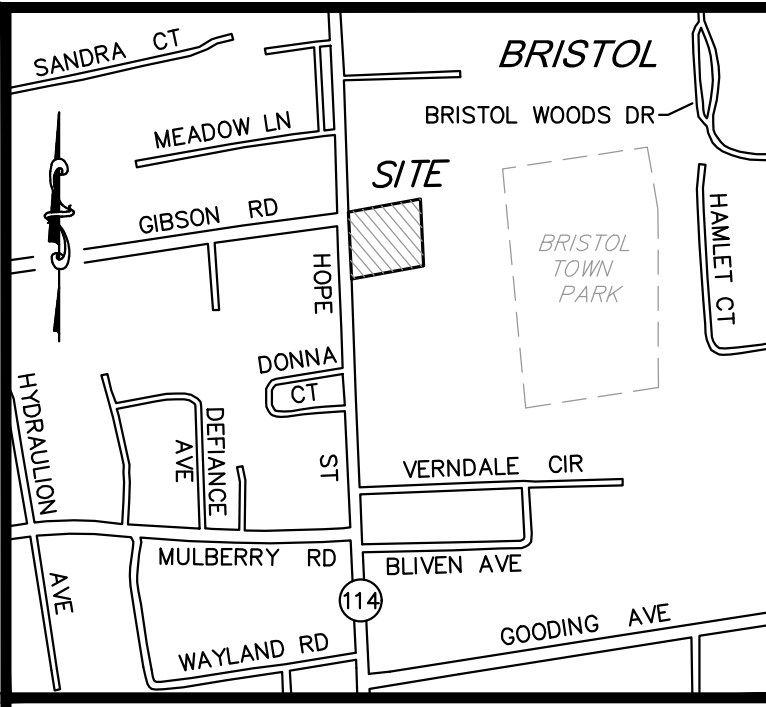 SANDRA CT
BRISTOL
BRISTOL WOODS DR
MEADOW LN
SITE
GIBSON RD
HAMLET CT
BRISTOL
TOWN
PARK
HOPE
DONNA
CT
HYDRAULION
DEFIANCE
AVE
ST
VERNDALE CIR
MULBERRY RD
BLIVEN AVE
AVE
114
GOODING AVE
WAYLAND RD